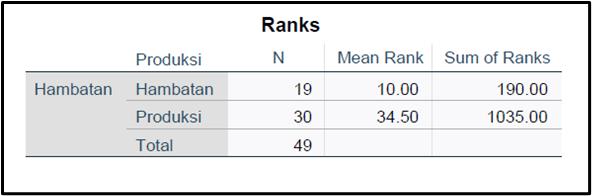 Ranks
Produksi N Mean Rank Sum of Ranks
Hambatan Hambatan 19 10.00 190.00
Produksi 30 34.50 1035.00
Total 49